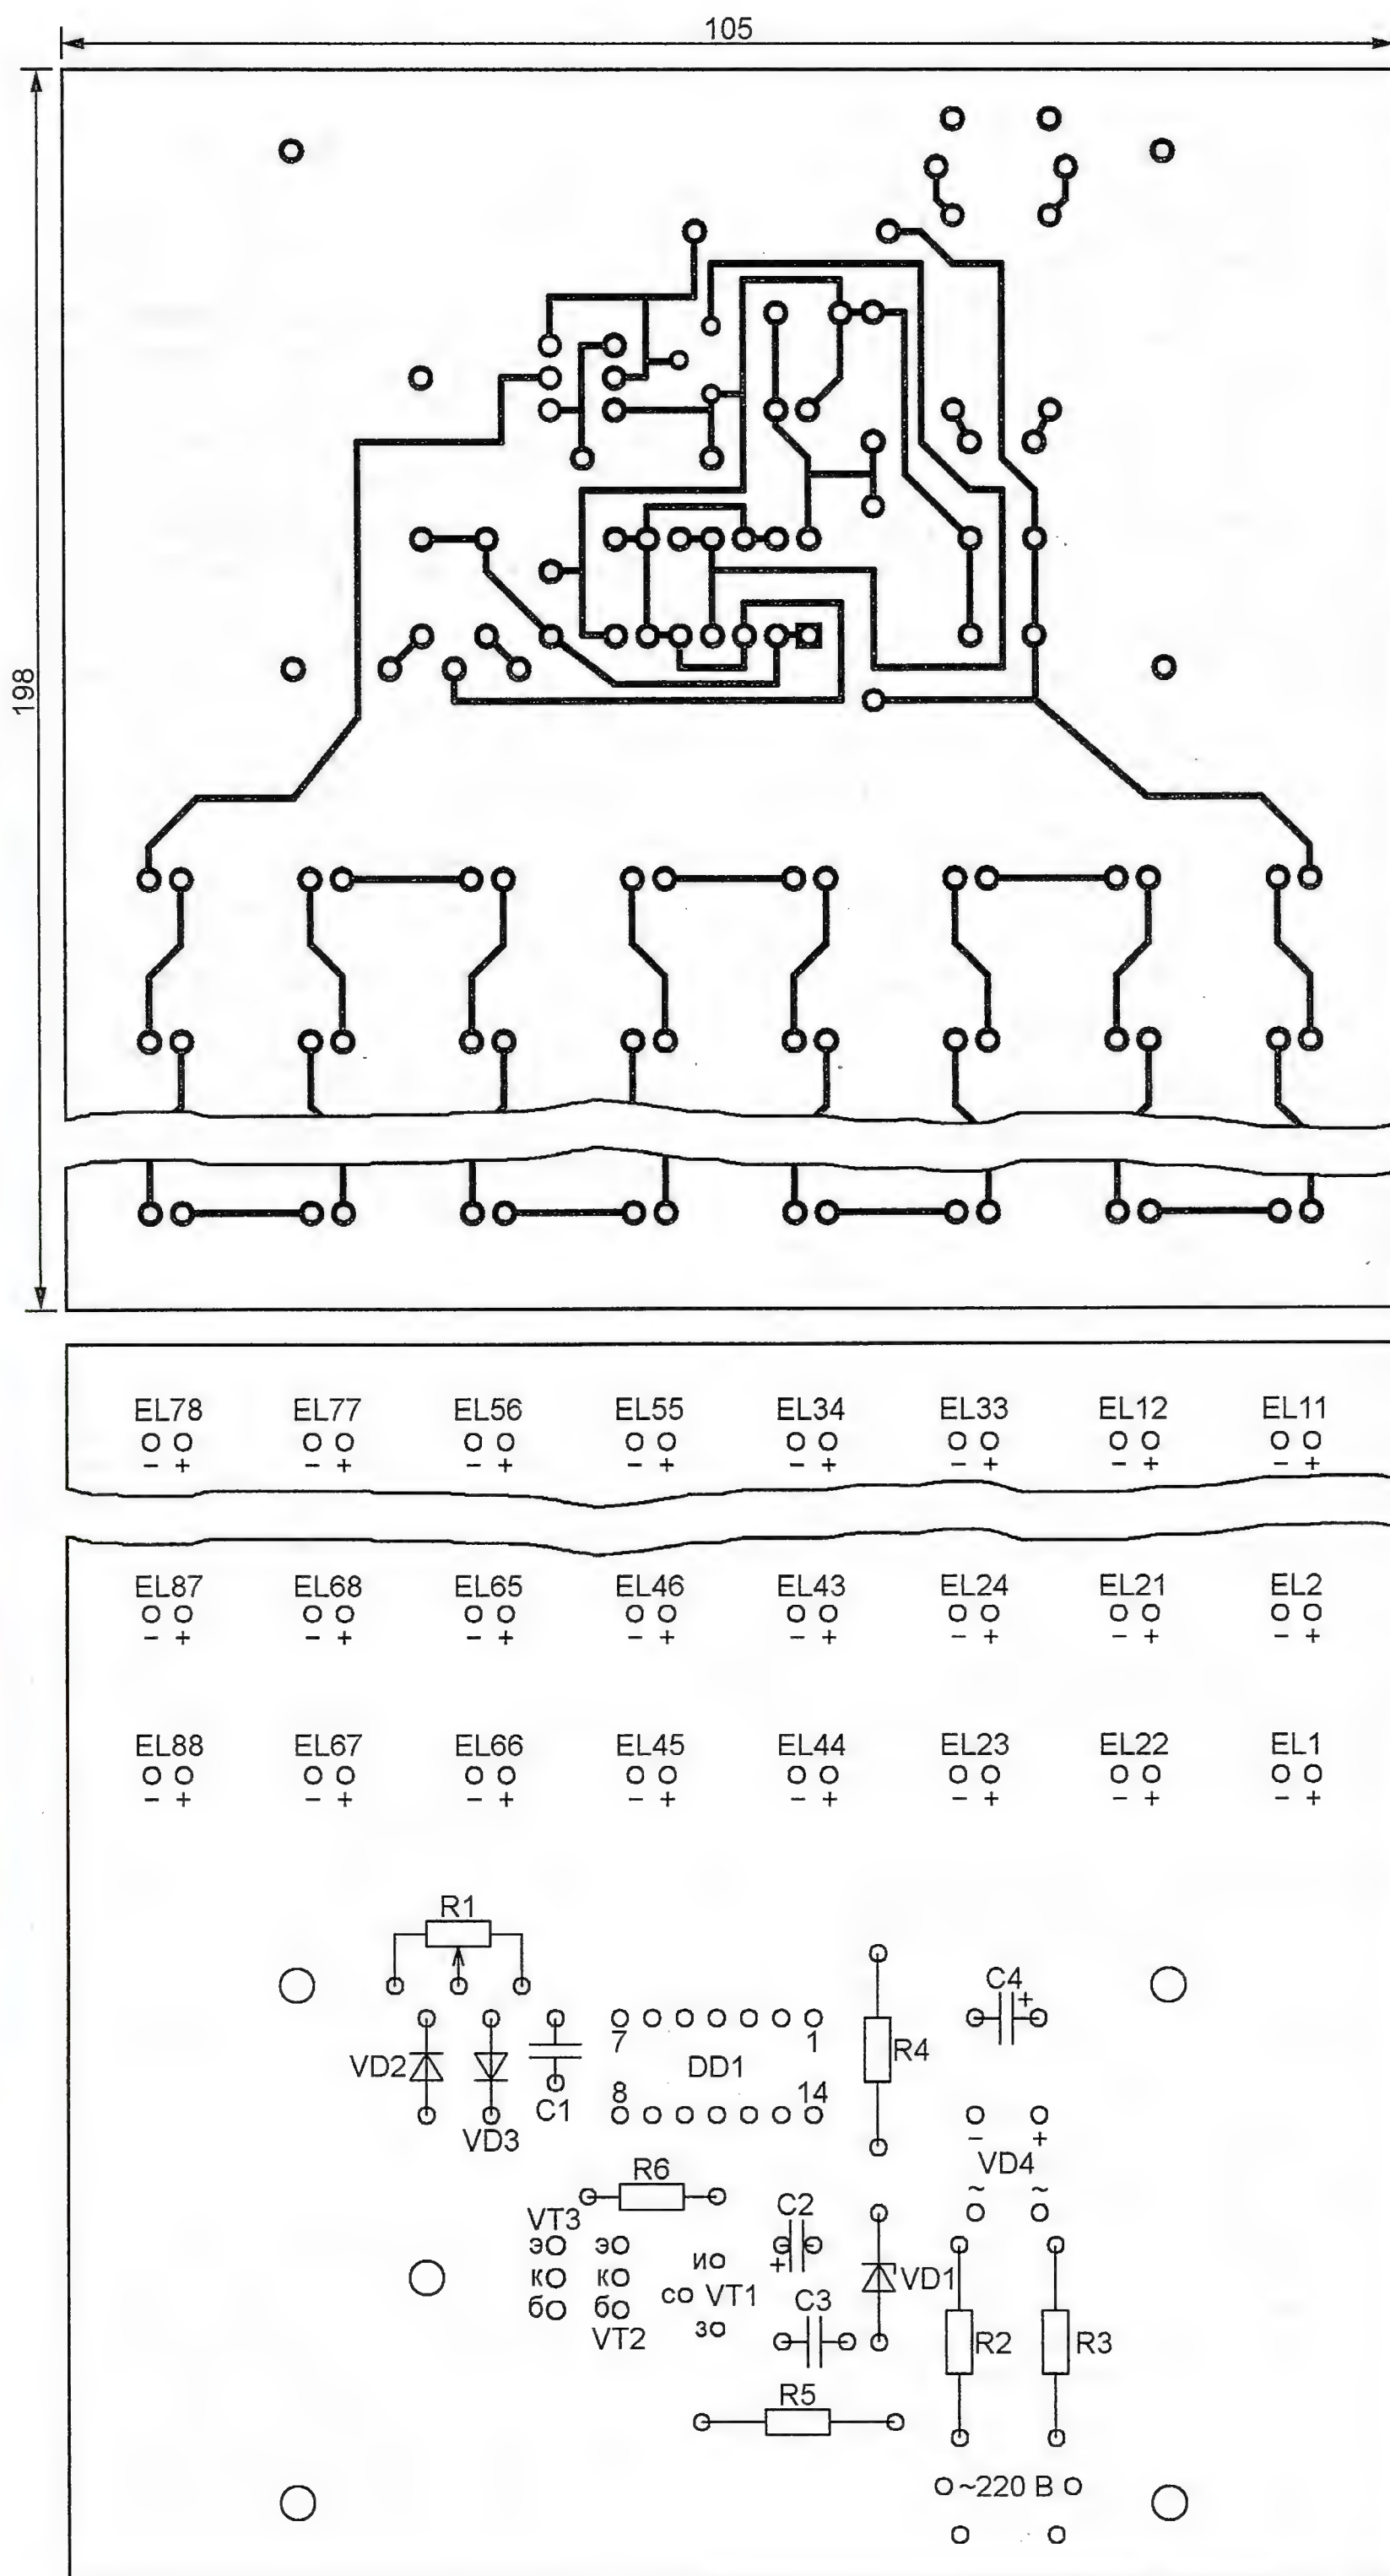 105
198
EL78 EL77 EL56 EL55 EL34 EL33 EL12 EL11
- + - + - + - + - + - + - + - +
EL87 EL68 EL65 EL46 EL43 EL24 EL21 EL2
- + - + - + - + - + - + - + - +
EL88 EL67 EL66 EL45 EL44 EL23 EL22 EL1
- + - + - + - + - + - + - + - +
R1
C4
+
7 1
VD2 DD1 R4
8 14
C1
VD3
- +
VD4
R6
~ ~
VT3 C2
э э
и
+
к к
со VT1 VD1
б б
C3
VT2 з
R2 R3
R5
~220 В